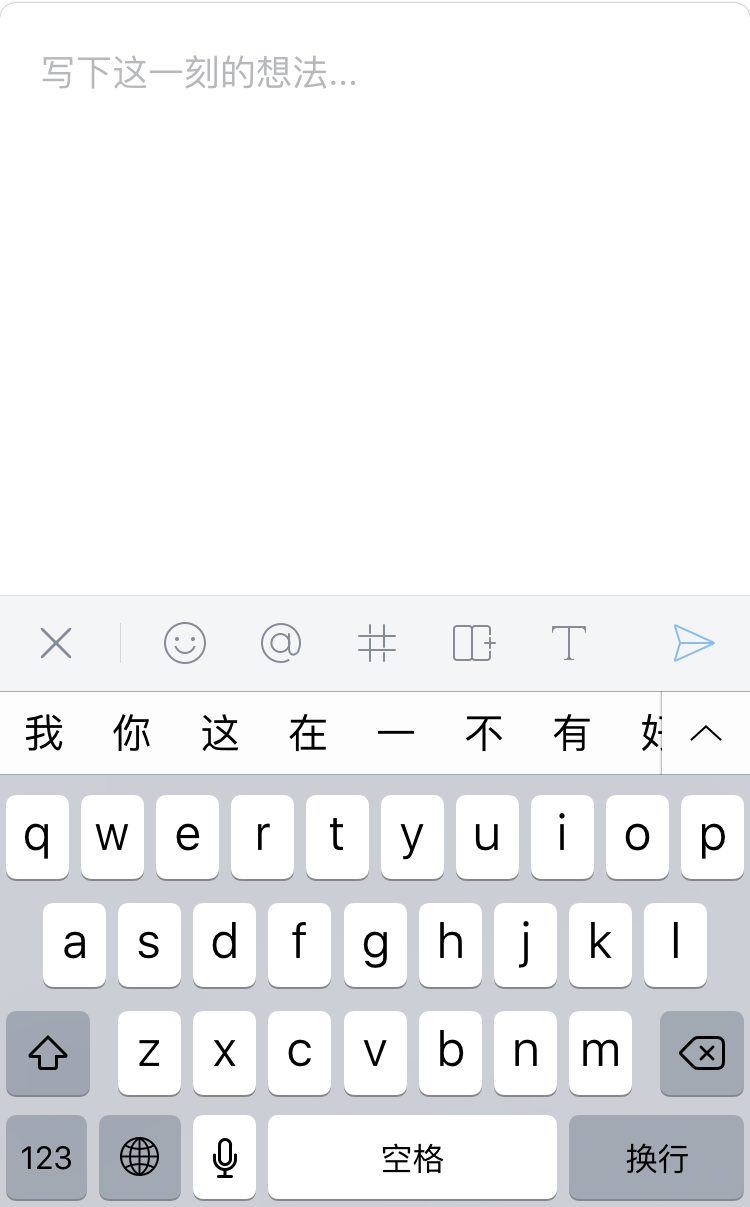 写下这一刻的想法...
我 你 这 在 一 不 有 好
q w e r t y u i o p
a s d f g h j k l
z x c v b n m
123 空格 换行